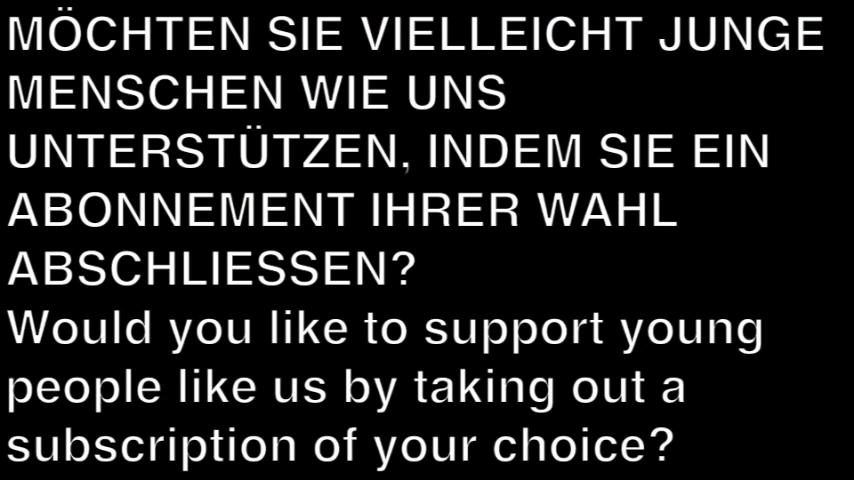 MÖCHTEN SIE VIELLEICHT JUNGE
MENSCHEN WIE UNS
UNTERSTÜTZEN, INDEM SIE EIN
ABONNEMENT IHRER WAHL
ABSCHLIESSEN?
Would you like to support young
people like us by taking out a
subscription of your choice?